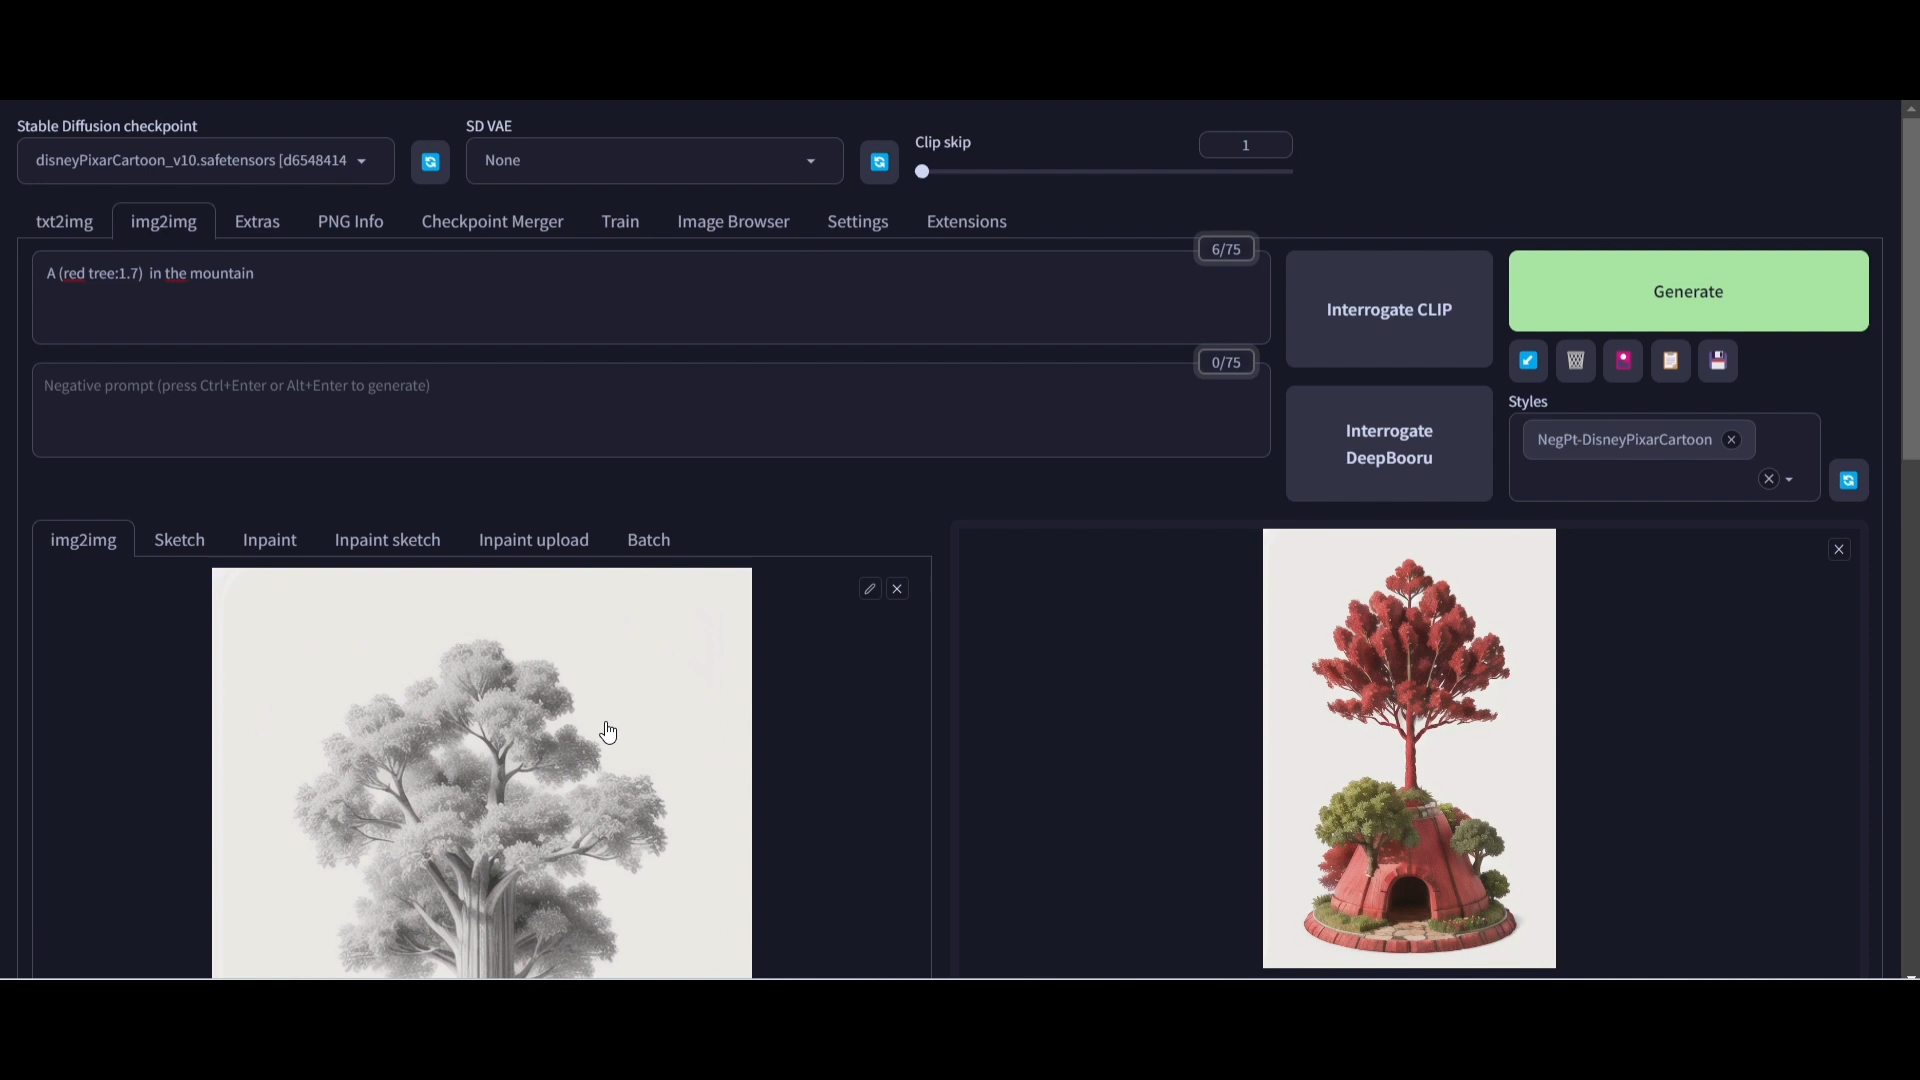 Stable Diffusion checkpoint
SD VAE
Clip skip
1
disneyPixarCartoon_v10.safetensors [d6548414
None
txt2img
img2img
Extras
PNG Info
Checkpoint Merger
Train
Image Browser
Settings
Extensions
6/75
A (red tree:1.7)  in the mountain
Interrogate CLIP
Generate
0/75
Negative prompt (press Ctrl+Enter or Alt+Enter to generate)
Interrogate
DeepBooru
Styles
NegPt-DisneyPixarCartoon
img2img
Sketch
Inpaint
Inpaint sketch
Inpaint upload
Batch